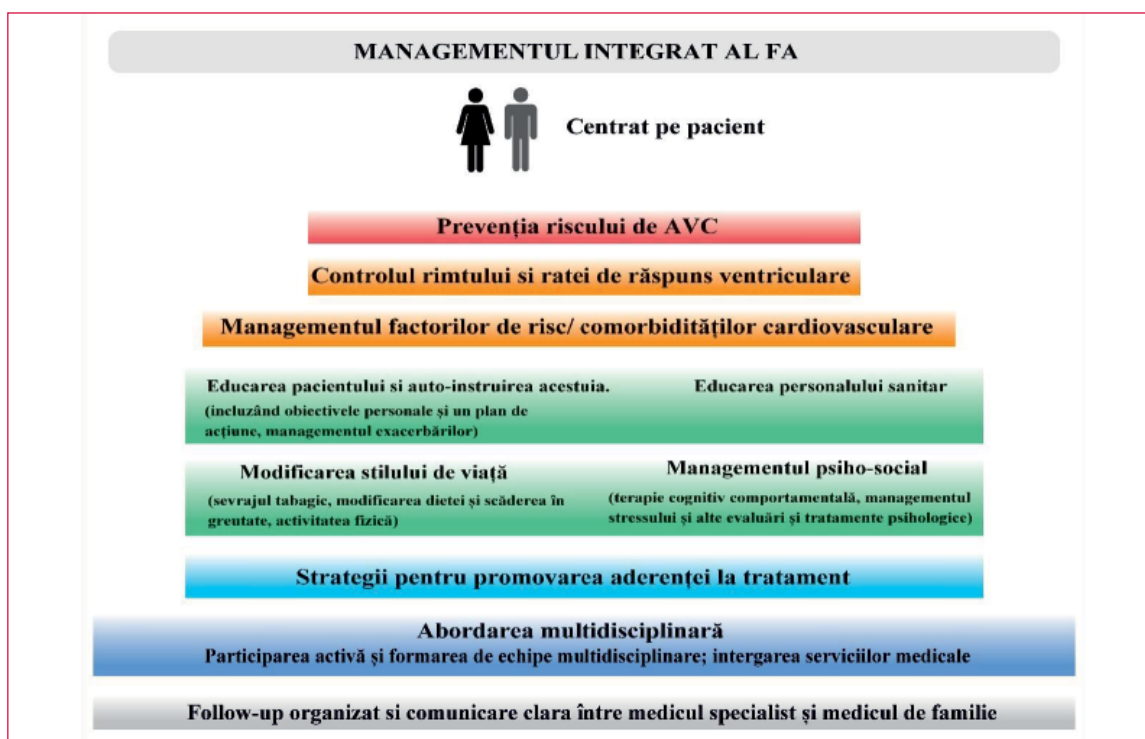 MANAGEMENTUL INTEGRAT AL FA
Centrat pe pacient
Prevenția riscului de AVC
Controlul rimtului si ratei de răspuns ventriculare
Managementul factorilor de risc/ comorbidităților cardiovasculare
Educarea pacientului si auto-instruirea acestuia.
(incluzând obiectivele personale și un plan de
acțiune, managementul exacerbărilor)
Educarea personalului sanitar
Modificarea stilului de viață
(sevrajul tabagic, modificarea dietei și scăderea în
greutate, activitatea fizică)
Managementul psiho-social
(terapie cognitiv comportamentală, managementul
stressului și alte evaluări și tratamente psihologice)
Strategii pentru promovarea aderenței la tratament
Abordarea multidisciplinară
Participarea activă și formarea de echipe multidisciplinare; intergarea serviciilor medicale
Follow-up organizat si comunicare clara între medicul specialist și medicul de familie